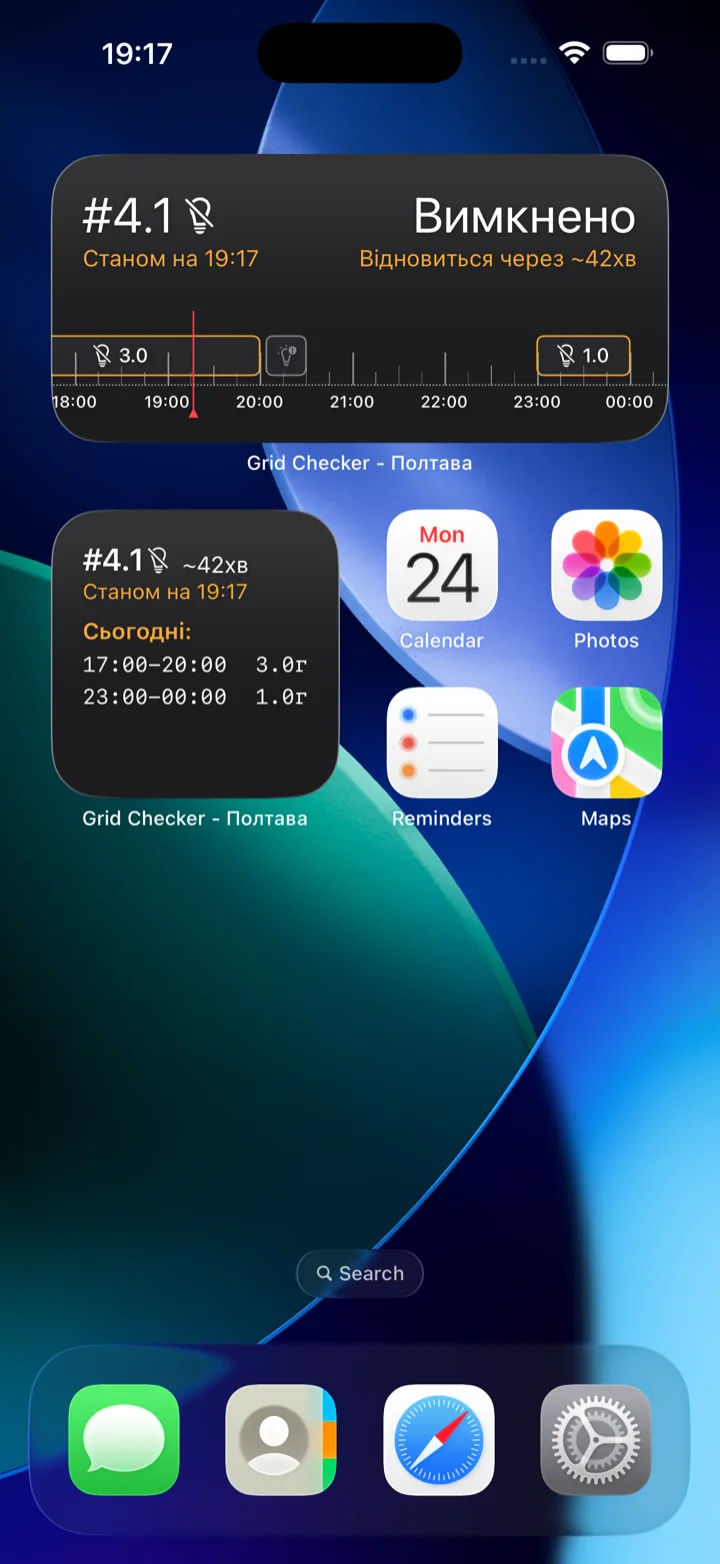 19:17
#4.1 Вимкнено
Станом на 19:17 Відновиться через ~42хв
3.0 1.0
18:00 19:00 20:00 21:00 22:00 23:00 00:00
Grid Checker - Полтава
#4.1 ~42хв
Станом на 19:17
Сьогодні:
17:00–20:00 3.0г
23:00–00:00 1.0г
Grid Checker - Полтава
Mon
24
Calendar
Photos
Reminders
Maps
Search